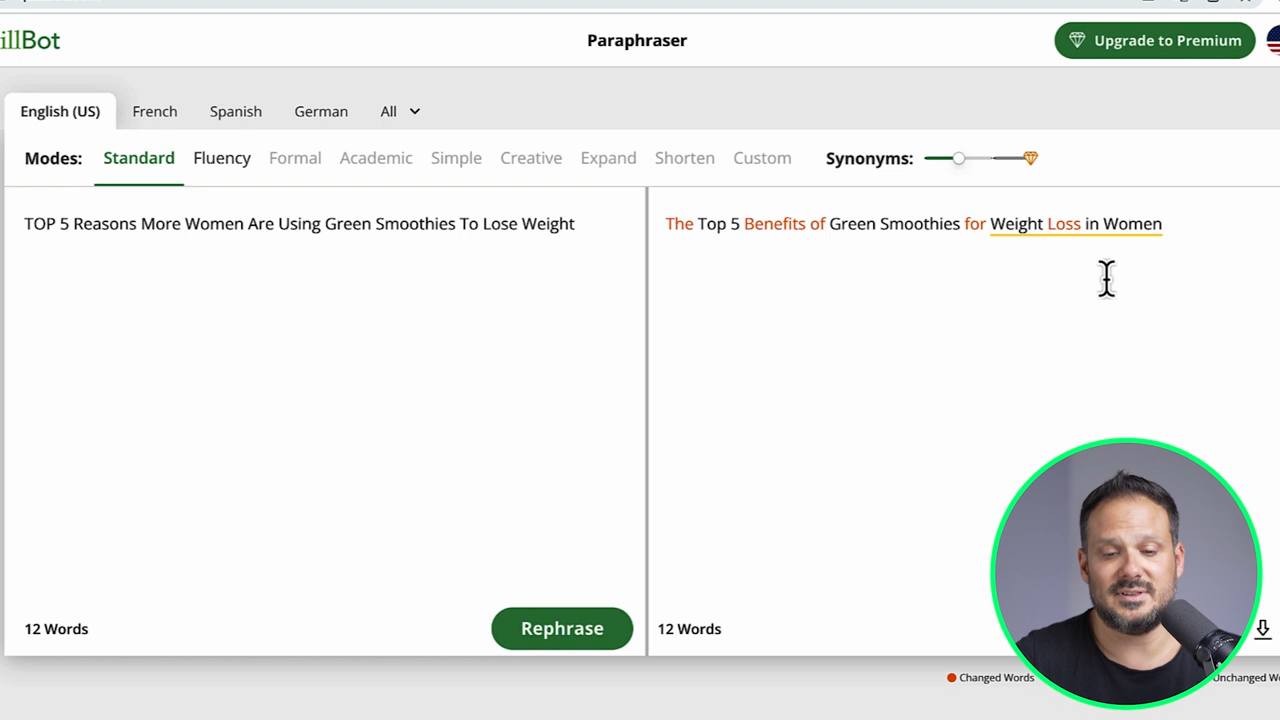 illBot
Paraphraser
Upgrade to Premium
English (US) French Spanish German All
Modes: Standard Fluency Formal Academic Simple Creative Expand Shorten Custom Synonyms:
TOP 5 Reasons More Women Are Using Green Smoothies To Lose Weight
The Top 5 Benefits of Green Smoothies for Weight Loss in Women
12 Words
Rephrase
12 Words
Changed Words
Unchanged Wo